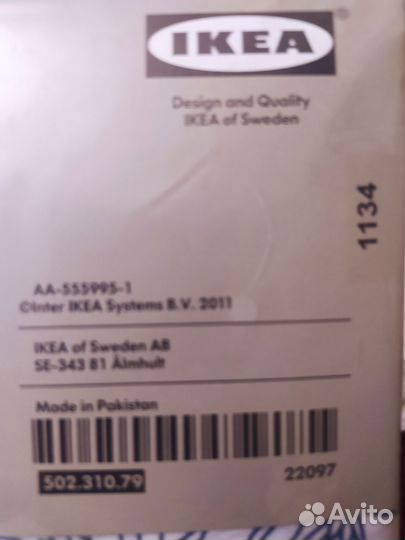 IKEA®
Design and Quality
IKEA of Sweden
1134
AA-555995-1
©Inter IKEA Systems B.V. 2011
IKEA of Sweden AB
SE-343 81 Älmhult
Made in Pakistan
502.310.79
22097
Avito